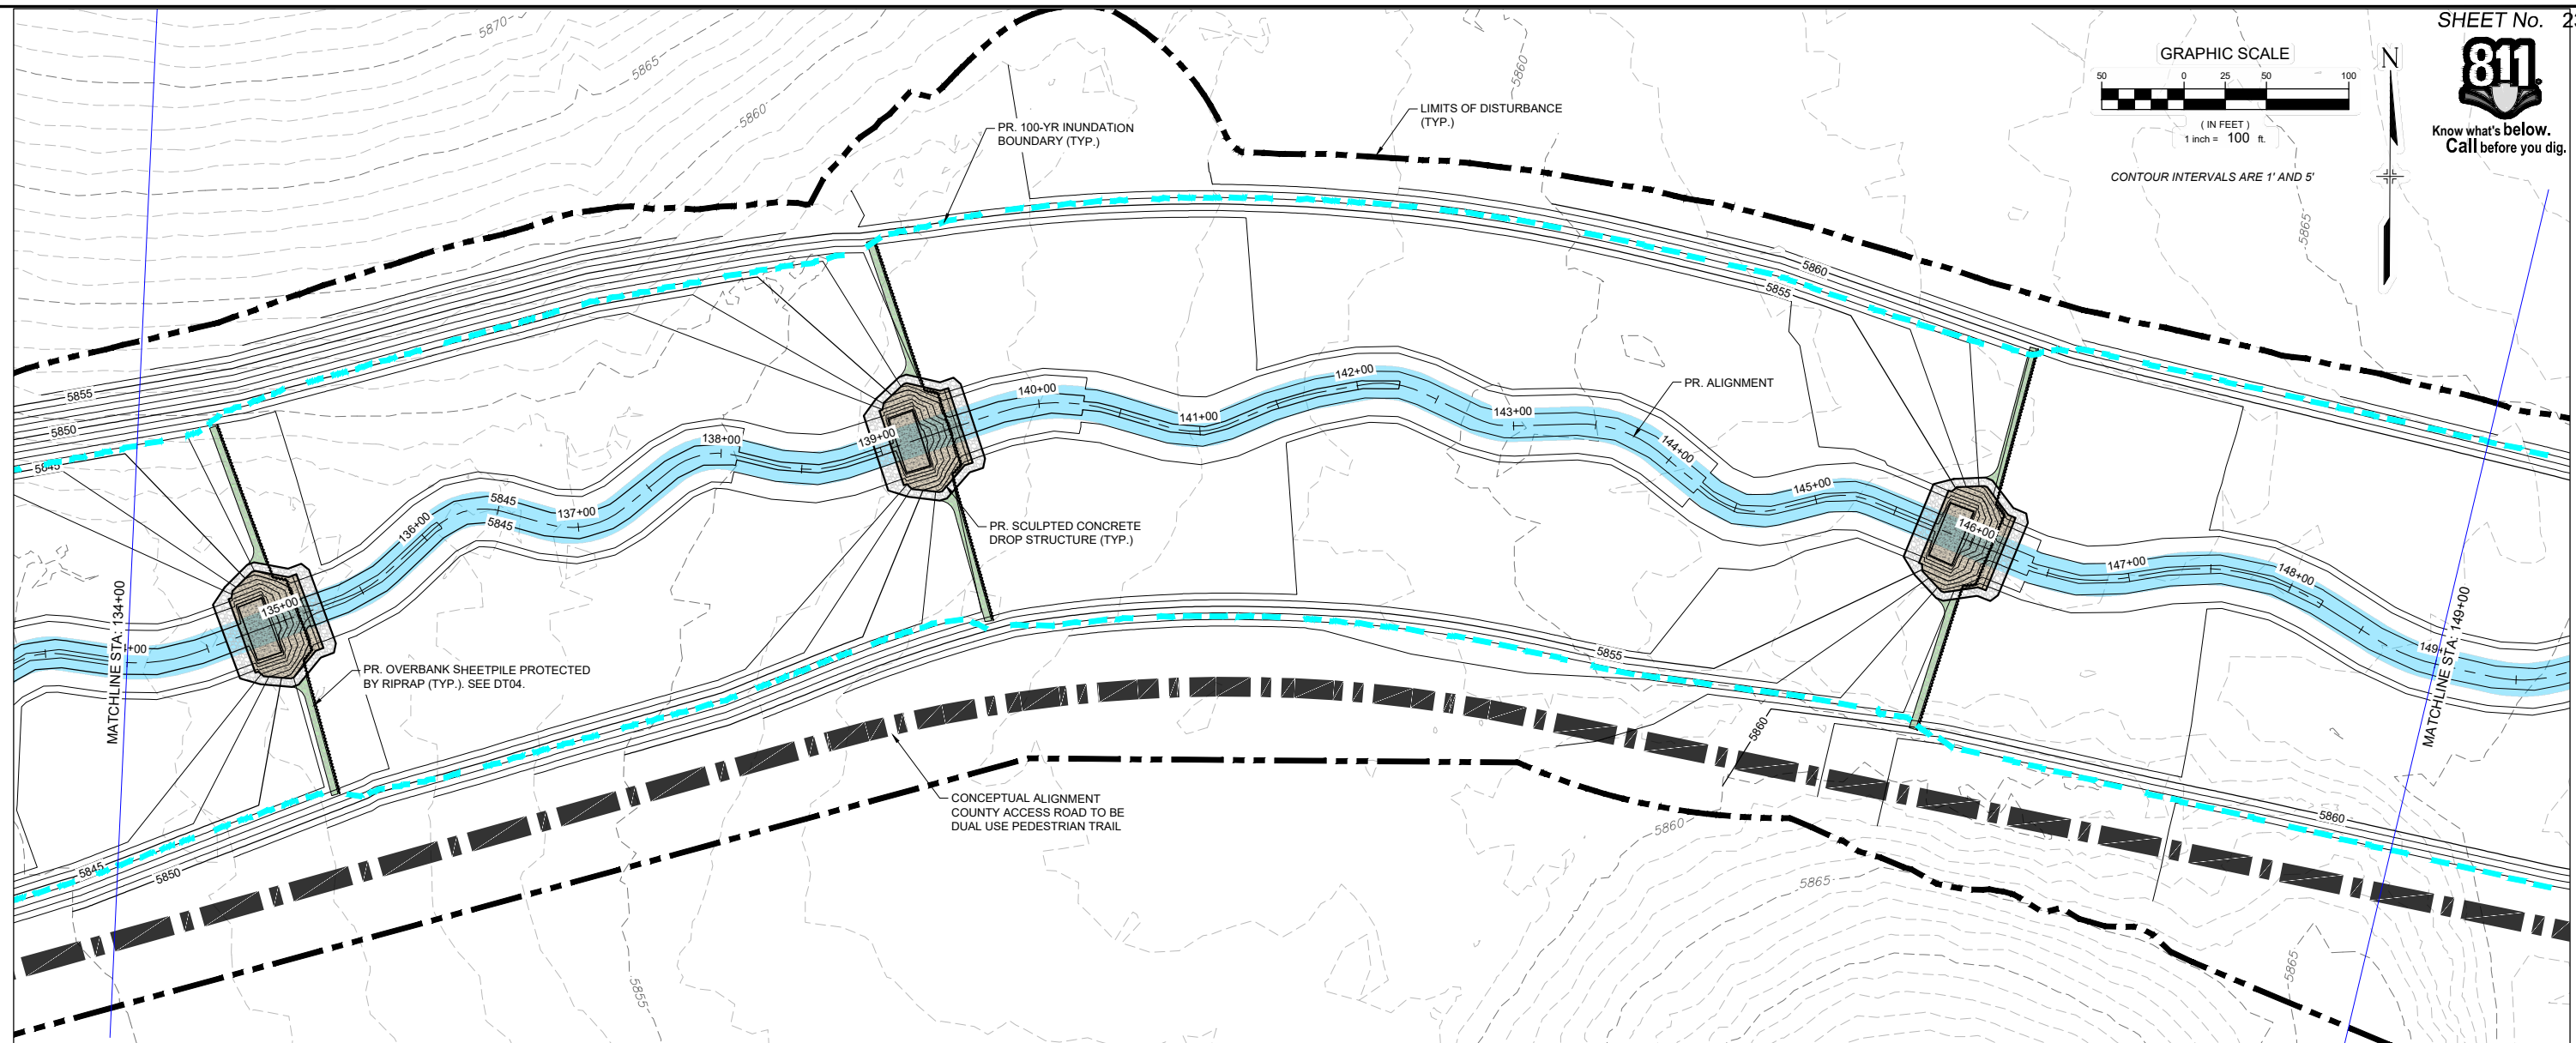 SHEET No. 23
GRAPHIC SCALE
50 0 25 50 100
( IN FEET )
1 inch = 100 ft.
CONTOUR INTERVALS ARE 1' AND 5'
N
811
Know what's below.
Call before you dig.
5870
5865
5860
5860
5865
LIMITS OF DISTURBANCE
(TYP.)
PR. 100-YR INUNDATION
BOUNDARY (TYP.)
5860
5855
5855
5850
5845
PR. ALIGNMENT
142+00
140+00
141+00
143+00
139+00
138+00
144+00
145+00
5845
5845
137+00
136+00
146+00
147+00
148+00
PR. SCULPTED CONCRETE
DROP STRUCTURE (TYP.)
135+00
4+00
149+
MATCHLINE STA: 134+00
MATCHLINE STA: 149+00
5855
PR. OVERBANK SHEETPILE PROTECTED
BY RIPRAP (TYP.). SEE DT04.
5860
CONCEPTUAL ALIGNMENT
COUNTY ACCESS ROAD TO BE
DUAL USE PEDESTRIAN TRAIL
5860
5860
5845
5850
5865
5865
5855